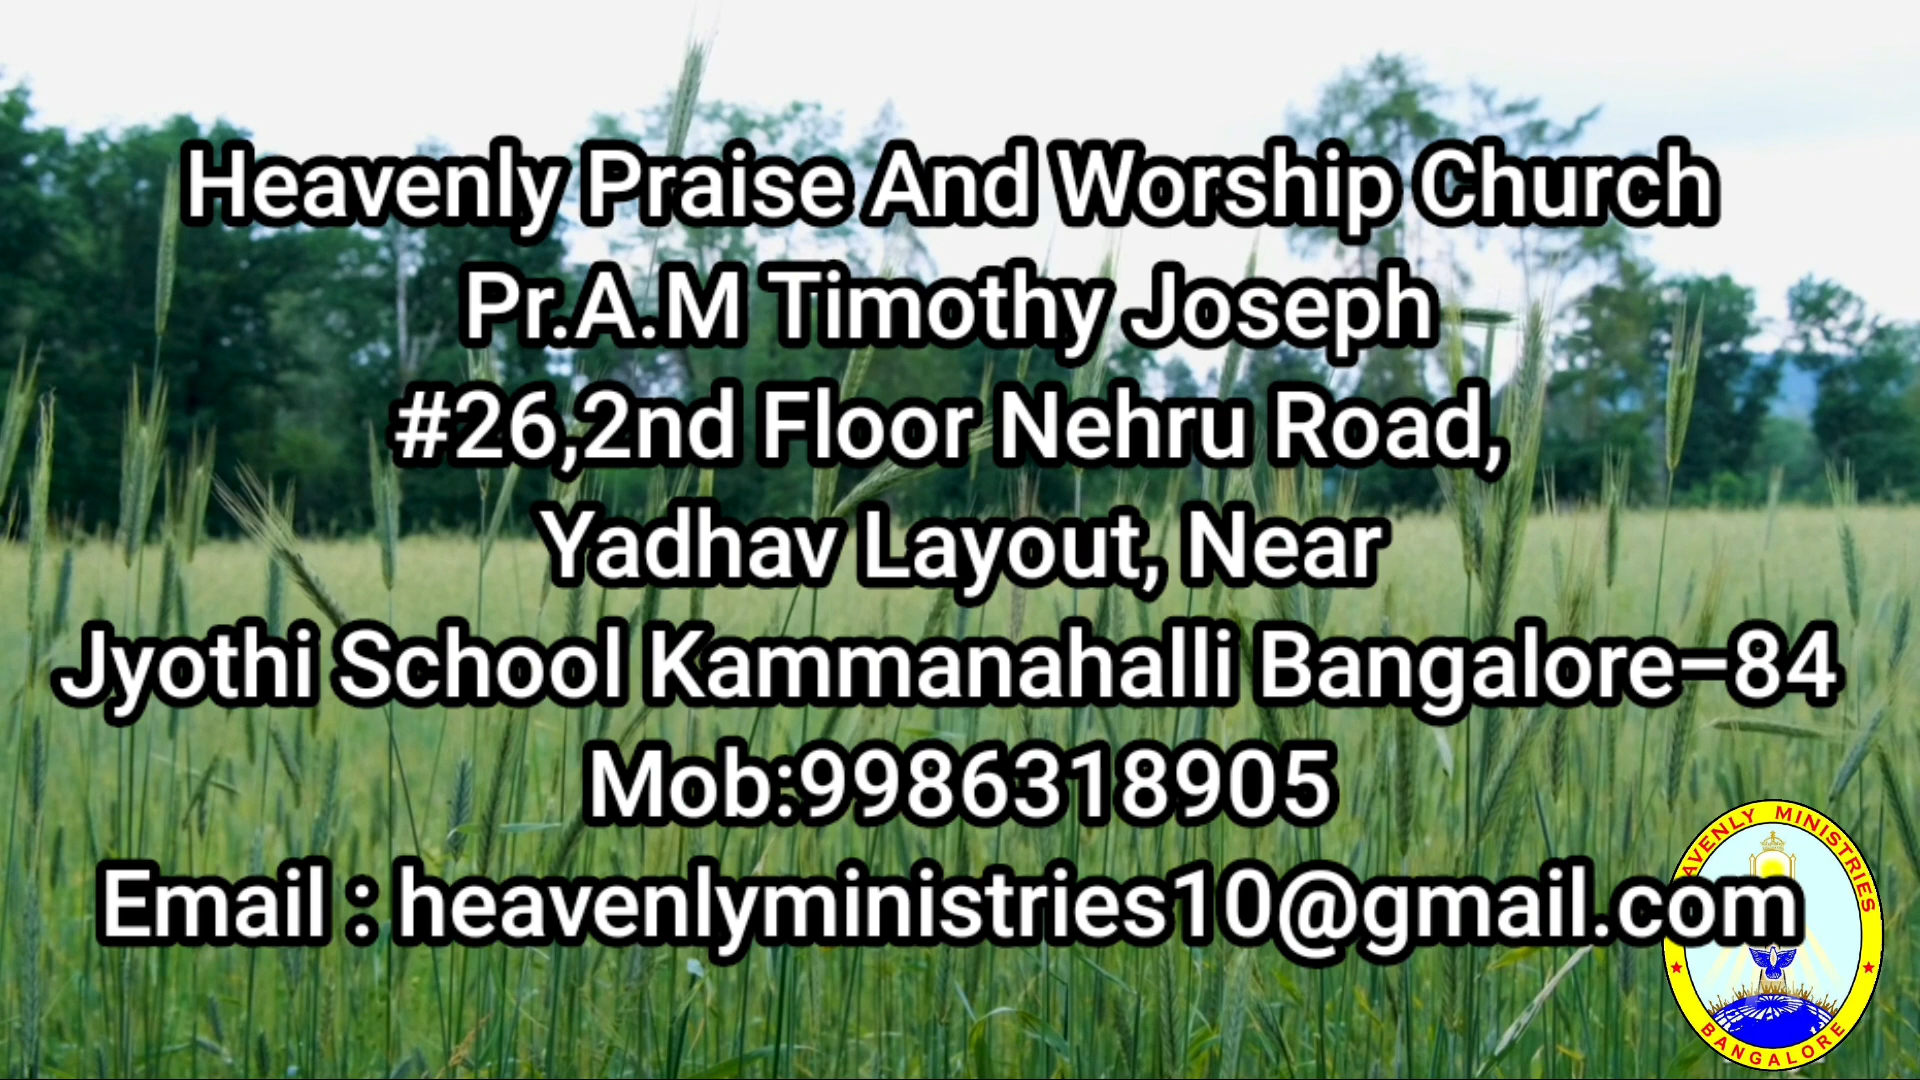 Heavenly Praise And Worship Church
Pr.A.M Timothy Joseph
#26,2nd Floor Nehru Road,
Yadhav Layout, Near
Jyothi School Kammanahalli Bangalore–84
Mob:9986318905
Email : heavenlyministries10@gmail.com
AVENLY MINISTRIES
BANGALORE